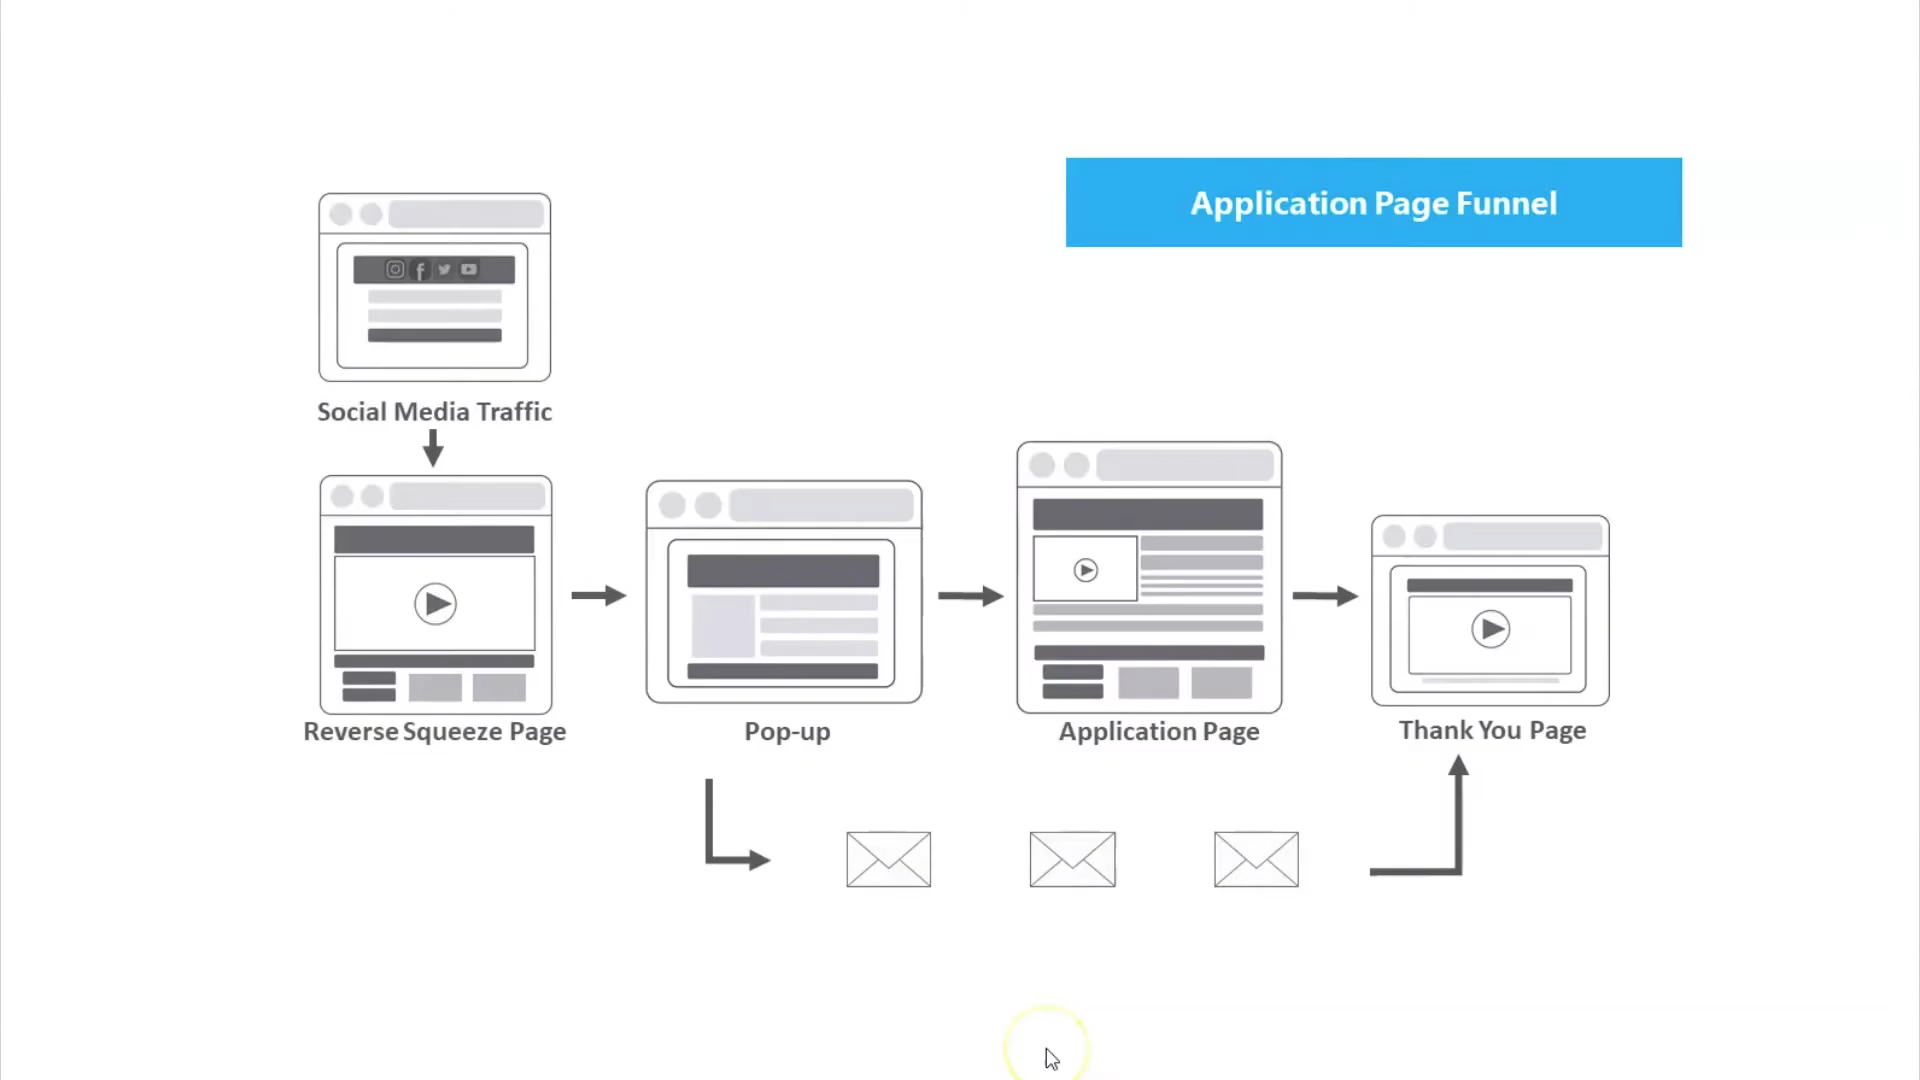 Application Page Funnel
Social Media Traffic
Reverse Squeeze Page
Pop-up
Application Page
Thank You Page